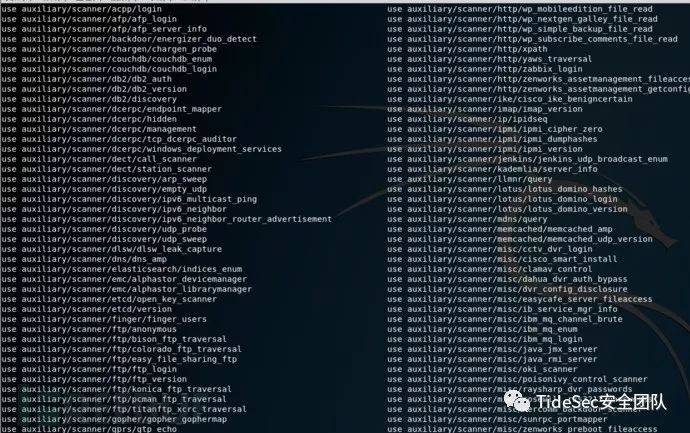 use auxiliary/scanner/acpp/login
use auxiliary/scanner/afp/afp_login
use auxiliary/scanner/afp/afp_server_info
use auxiliary/scanner/backdoor/energizer_duo_detect
use auxiliary/scanner/chargen/chargen_probe
use auxiliary/scanner/couchdb/couchdb_enum
use auxiliary/scanner/couchdb/couchdb_login
use auxiliary/scanner/db2/db2_auth
use auxiliary/scanner/db2/db2_version
use auxiliary/scanner/db2/discovery
use auxiliary/scanner/dcerpc/endpoint_mapper
use auxiliary/scanner/dcerpc/hidden
use auxiliary/scanner/dcerpc/management
use auxiliary/scanner/dcerpc/tcp_dcerpc_auditor
use auxiliary/scanner/dcerpc/windows_deployment_services
use auxiliary/scanner/dect/call_scanner
use auxiliary/scanner/dect/station_scanner
use auxiliary/scanner/discovery/arp_sweep
use auxiliary/scanner/discovery/empty_udp
use auxiliary/scanner/discovery/ipv6_multicast_ping
use auxiliary/scanner/discovery/ipv6_neighbor
use auxiliary/scanner/discovery/ipv6_neighbor_router_advertisement
use auxiliary/scanner/discovery/udp_probe
use auxiliary/scanner/discovery/udp_sweep
use auxiliary/scanner/dlsw/dlsw_leak_capture
use auxiliary/scanner/dns/dns_amp
use auxiliary/scanner/elasticsearch/indices_enum
use auxiliary/scanner/emc/alphastor_devicemanager
use auxiliary/scanner/emc/alphastor_librarymanager
use auxiliary/scanner/etcd/open_key_scanner
use auxiliary/scanner/etcd/version
use auxiliary/scanner/finger/finger_users
use auxiliary/scanner/ftp/anonymous
use auxiliary/scanner/ftp/bison_ftp_traversal
use auxiliary/scanner/ftp/colorado_ftp_traversal
use auxiliary/scanner/ftp/easy_file_sharing_ftp
use auxiliary/scanner/ftp/ftp_login
use auxiliary/scanner/ftp/ftp_version
use auxiliary/scanner/ftp/konica_ftp_traversal
use auxiliary/scanner/ftp/pcman_ftp_traversal
use auxiliary/scanner/ftp/titanftp_xcrc_traversal
use auxiliary/scanner/gopher/gopher_gophermap
use auxiliary/scanner/gprs/gtp_echo
use auxiliary/scanner/http/wp_mobileedition_file_read
use auxiliary/scanner/http/wp_nextgen_galley_file_read
use auxiliary/scanner/http/wp_simple_backup_file_read
use auxiliary/scanner/http/wp_subscribe_comments_file_read
use auxiliary/scanner/http/xpath
use auxiliary/scanner/http/yaws_traversal
use auxiliary/scanner/http/zabbix_login
use auxiliary/scanner/http/zenworks_assetmanagement_fileacces
use auxiliary/scanner/http/zenworks_assetmanagement_getconfig
use auxiliary/scanner/ike/cisco_ike_benigncertain
use auxiliary/scanner/imap/imap_version
use auxiliary/scanner/ip/ipidseq
use auxiliary/scanner/ipmi/ipmi_cipher_zero
use auxiliary/scanner/ipmi/ipmi_dumphashes
use auxiliary/scanner/ipmi/ipmi_version
use auxiliary/scanner/jenkins/jenkins_udp_broadcast_enum
use auxiliary/scanner/kademlia/server_info
use auxiliary/scanner/llmnr/query
use auxiliary/scanner/lotus/lotus_domino_hashes
use auxiliary/scanner/lotus/lotus_domino_login
use auxiliary/scanner/lotus/lotus_domino_version
use auxiliary/scanner/mdns/query
use auxiliary/scanner/memcached/memcached_amp
use auxiliary/scanner/memcached/memcached_udp_version
use auxiliary/scanner/misc/cctv_dvr_login
use auxiliary/scanner/misc/cisco_smart_install
use auxiliary/scanner/misc/clamav_control
use auxiliary/scanner/misc/dahua_dvr_auth_bypass
use auxiliary/scanner/misc/dvr_config_disclosure
use auxiliary/scanner/misc/easycafe_server_fileaccess
use auxiliary/scanner/misc/ib_service_mgr_info
use auxiliary/scanner/misc/ibm_mq_channel_brute
use auxiliary/scanner/misc/ibm_mq_enum
use auxiliary/scanner/misc/ibm_mq_login
use auxiliary/scanner/misc/java_jmx_server
use auxiliary/scanner/misc/java_rmi_server
use auxiliary/scanner/misc/oki_scanner
use auxiliary/scanner/misc/poisonivy_control_scanner
use auxiliary/scanner/misc/raysharp_dvr_passwords
use auxiliary/scanner/misc/
use auxiliary/scanner/misc/
use auxiliary/scanner/misc/sunrpc_portmapper
use auxiliary/scanner/misc/zenworks_preboot_fileaccess
TideSec安全团队